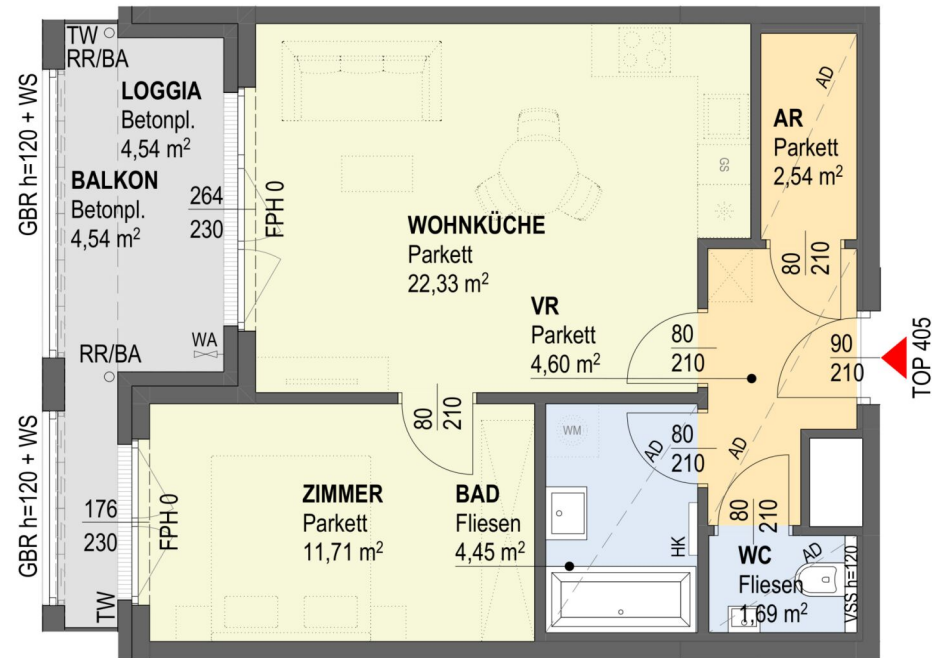 TW
RR/BA
GBR h=120 + WS
LOGGIA
Betonpl.
4,54 m²
BALKON
Betonpl.
4,54 m²
264
230
FPH 0
WA
RR/BA
WOHNKÜCHE
Parkett
22,33 m²
GS
AR
Parkett
2,54 m²
AD
80
210
VR
Parkett
4,60 m²
80
210
90
210
TOP 405
80
210
GBR h=120 + WS
176
230
FPH 0
TW
ZIMMER
Parkett
11,71 m²
BAD
Fliesen
4,45 m²
WM
AD
80
210
AD
HK
80
210
WC
Fliesen
1,69 m²
AD
VSS h=120